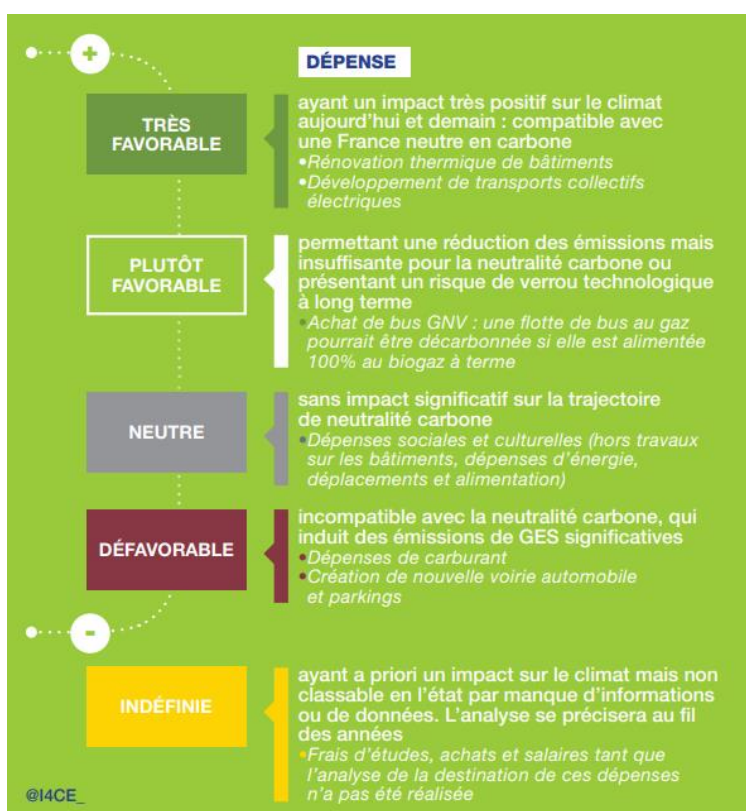 +
DÉPENSE
TRÈS
FAVORABLE
ayant un impact très positif sur le climat
aujourd'hui et demain : compatible avec
une France neutre en carbone
•Rénovation thermique de bâtiments
•Développement de transports collectifs
électriques
PLUTÔT
FAVORABLE
permettant une réduction des émissions mais
insuffisante pour la neutralité carbone ou
présentant un risque de verrou technologique
à long terme
•Achat de bus GNV : une flotte de bus au gaz
pourrait être décarbonnée si elle est alimentée
100% au biogaz à terme
NEUTRE
sans impact significatif sur la trajectoire
de neutralité carbone
•Dépenses sociales et culturelles (hors travaux
sur les bâtiments, dépenses d'énergie,
déplacements et alimentation)
DÉFAVORABLE
incompatible avec la neutralité carbone, qui
induit des émissions de GES significatives
•Dépenses de carburant
•Création de nouvelle voirie automobile
et parkings
-
INDÉFINIE
ayant a priori un impact sur le climat mais non
classable en l'état par manque d'informations
ou de données. L'analyse se précisera au fil
des années
•Frais d'études, achats et salaires tant que
l'analyse de la destination de ces dépenses
n'a pas été réalisée
@I4CE_